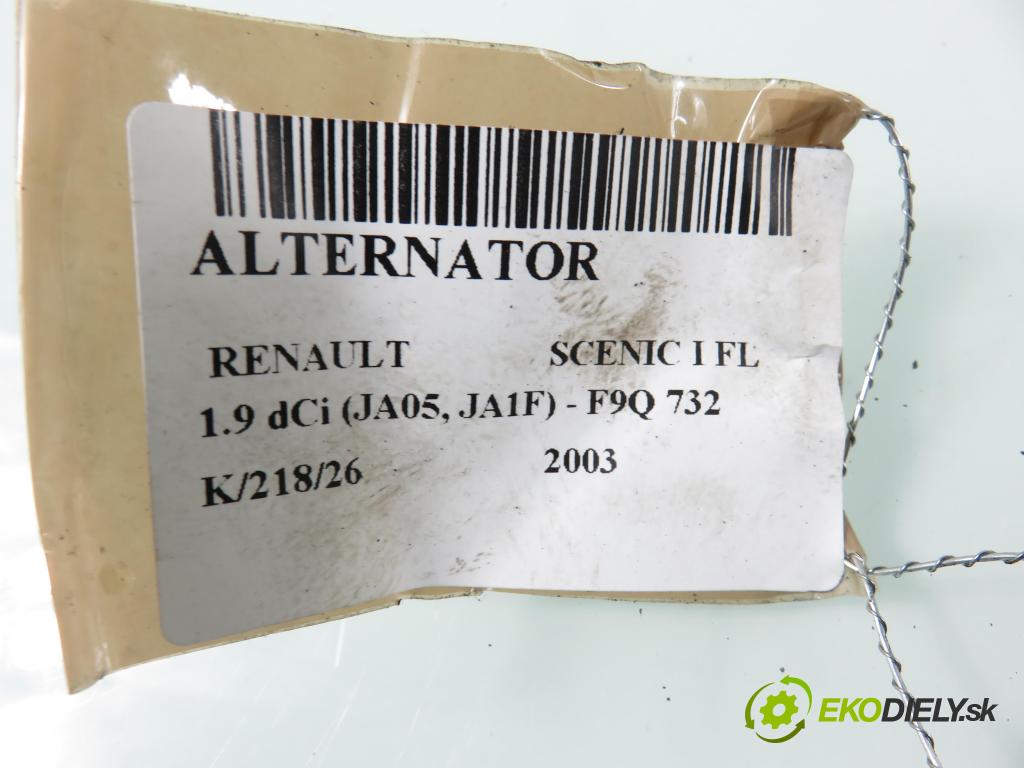 ALTERNATOR
RENAULT SCENIC I FL
1.9 dCi (JA05, JA1F) - F9Q 732
K/218/26 2003
EKODIELY.sk